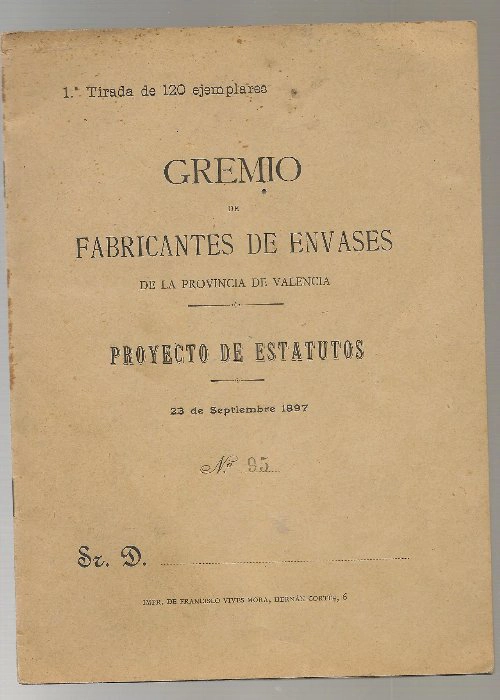 1.ª Tirada de 120 ejemplares
GREMIO
DE
FABRICANTES DE ENVASES
DE LA PROVINCIA DE VALENCIA
PROYECTO DE ESTATUTOS
23 de Septiembre 1897
N.º 95
Sr. D.
IMPR. DE FRANCISCO VIVES MORA, HERNÁN CORTÉS, 6